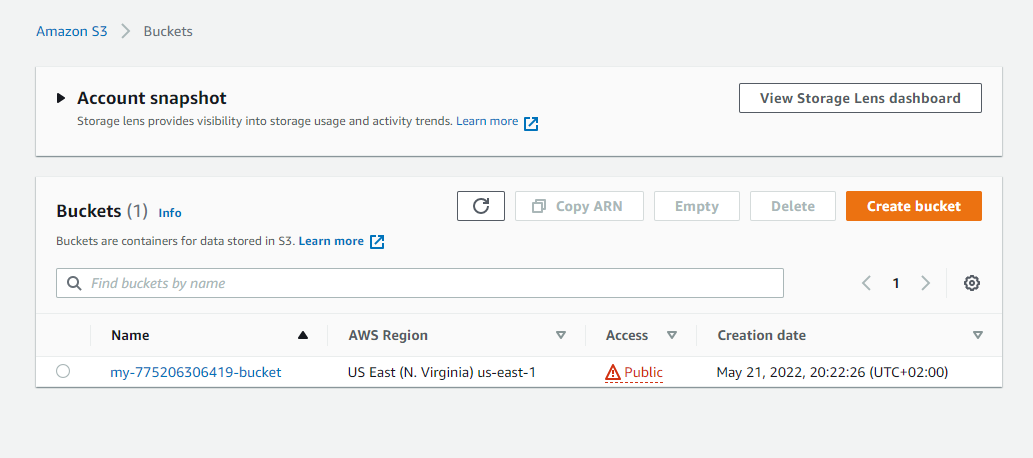 Amazon S3 > Buckets
Account snapshot
View Storage Lens dashboard
Storage lens provides visibility into storage usage and activity trends. Learn more
Buckets (1) Info
Copy ARN Empty Delete Create bucket
Buckets are containers for data stored in S3. Learn more
Find buckets by name
1
Name AWS Region Access Creation date
my-775206306419-bucket US East (N. Virginia) us-east-1 Public May 21, 2022, 20:22:26 (UTC+02:00)